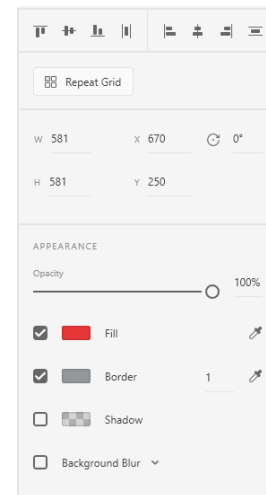 Repeat Grid
W 581 X 670 0°
H 581 Y 250
APPEARANCE
Opacity
100%
Fill
Border 1
Shadow
Background Blur